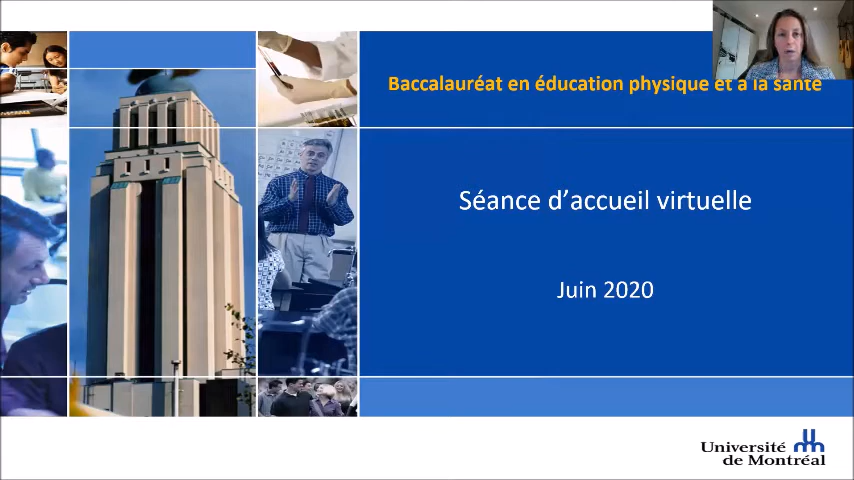 Baccalauréat en éducation physique et à la santé
Séance d'accueil virtuelle
Juin 2020
Université
de Montréal